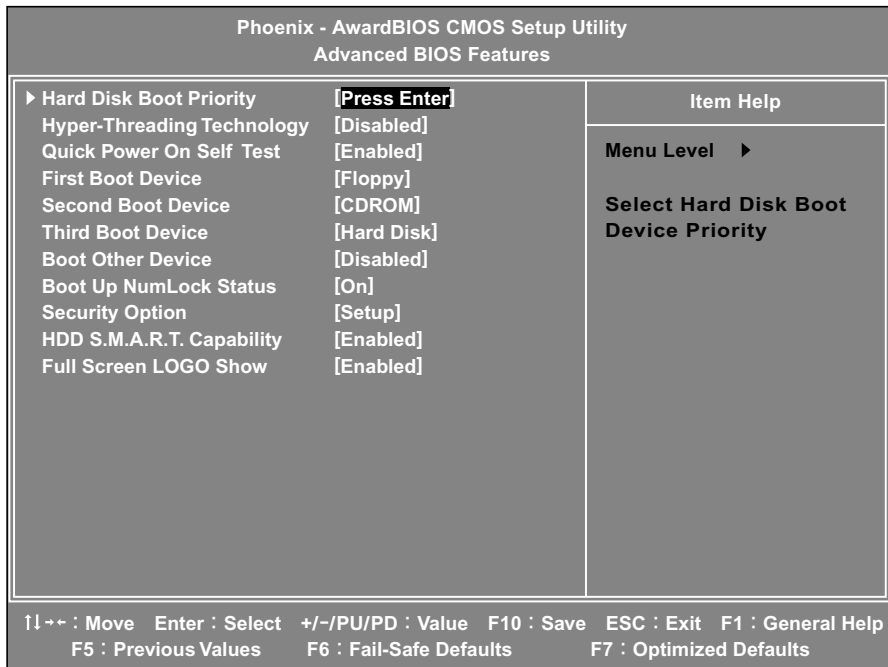 Phoenix - AwardBIOS CMOS Setup Utility
Advanced BIOS Features
▶ Hard Disk Boot Priority [Press Enter]
Hyper-Threading Technology [Disabled]
Quick Power On Self Test [Enabled]
First Boot Device [Floppy]
Second Boot Device [CDROM]
Third Boot Device [Hard Disk]
Boot Other Device [Disabled]
Boot Up NumLock Status [On]
Security Option [Setup]
HDD S.M.A.R.T. Capability [Enabled]
Full Screen LOGO Show [Enabled]
Item Help
Menu Level ▶
Select Hard Disk Boot
Device Priority
↑↓→← : Move Enter : Select +/-/PU/PD : Value F10 : Save ESC : Exit F1 : General Help
F5 : Previous Values F6 : Fail-Safe Defaults F7 : Optimized Defaults